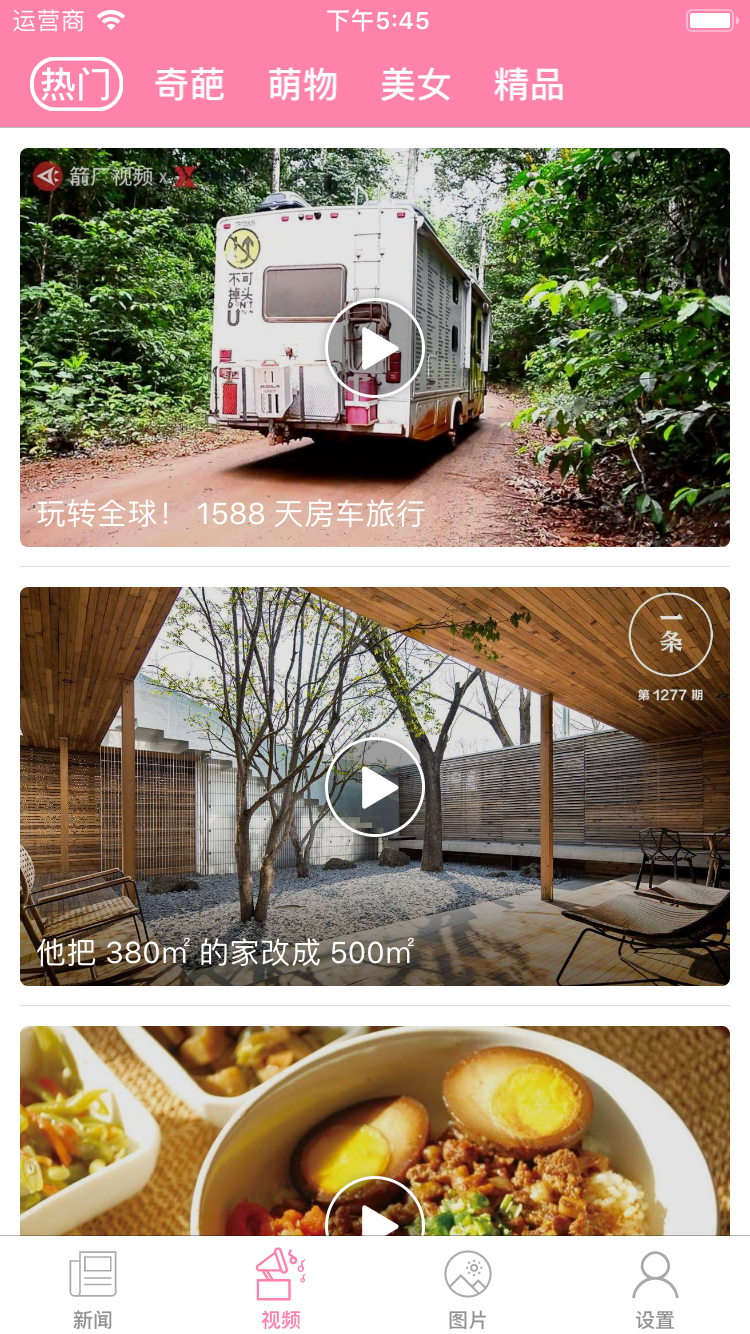 运营商 下午5:45
热门 奇葩 萌物 美女 精品
箭厂视频 x
不可
掉头
DON'T
U
玩转全球! 1588 天房车旅行
一条
第 1277 期
他把 380㎡ 的家改成 500㎡
新闻 视频 图片 设置